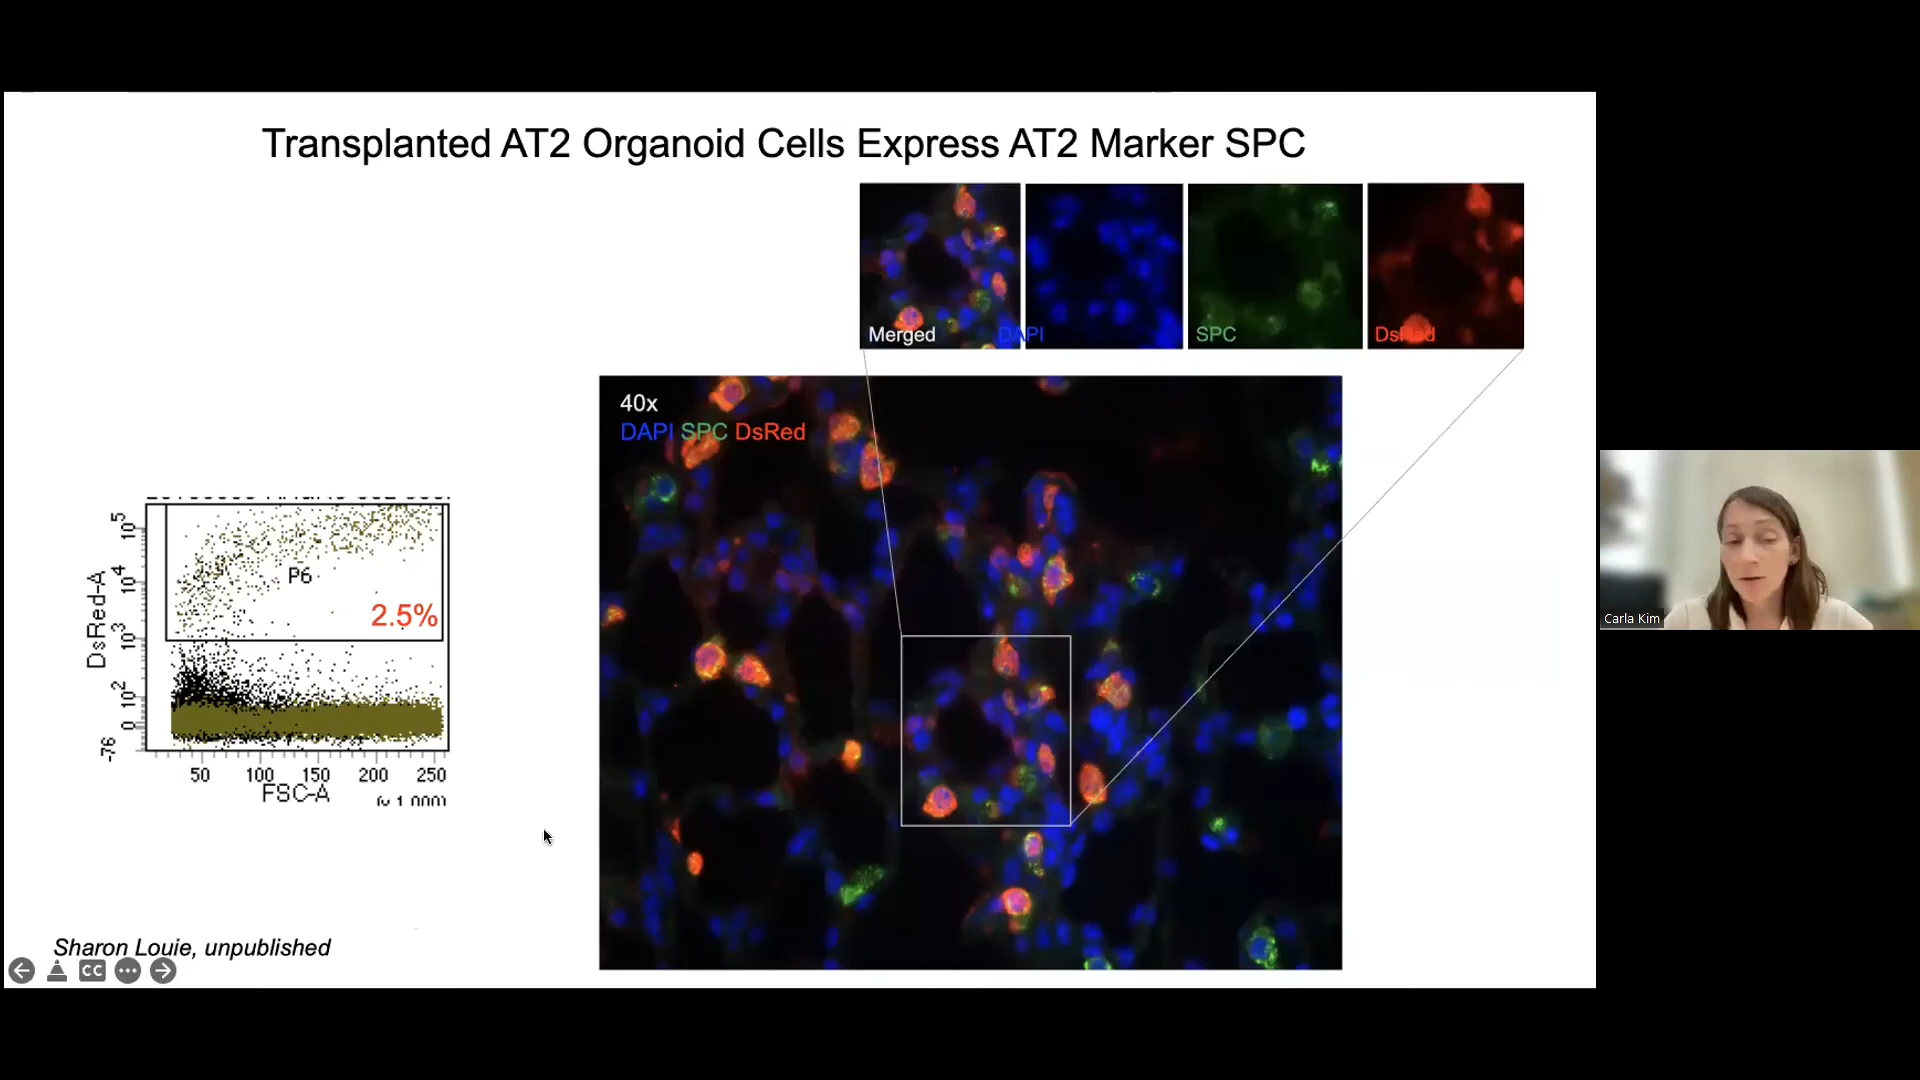 Transplanted AT2 Organoid Cells Express AT2 Marker SPC
Merged
DAPI
SPC
DsRed
40x
DAPI SPC DsRed
DsRed-A
10^5
10^4
10^3
10^2
0
-76
P6
2.5%
50 100 150 200 250
FSC-A
Sharon Louie, unpublished
CC
Carla Kim